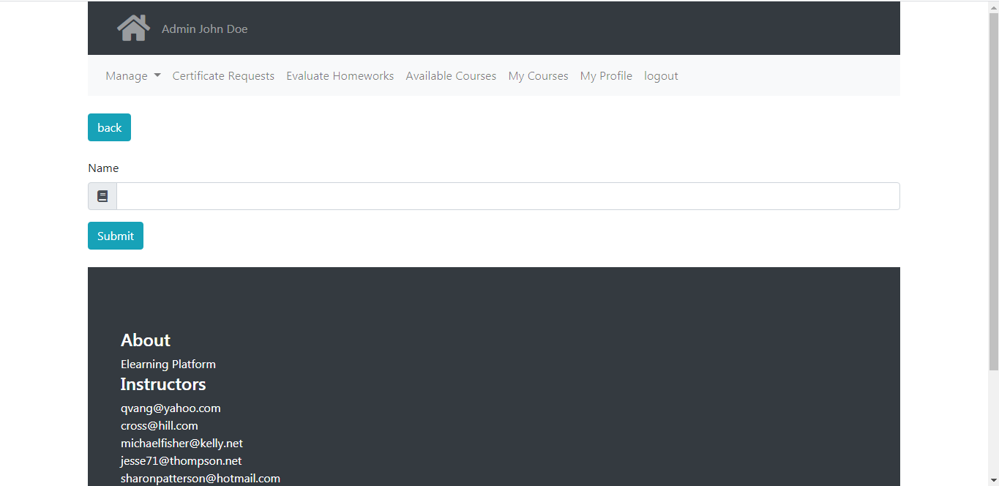 Admin John Doe
Manage Certificate Requests Evaluate Homeworks Available Courses My Courses My Profile logout
back
Name
Submit
About
Elearning Platform
Instructors
qvang@yahoo.com
cross@hill.com
michaelfisher@kelly.net
jesse71@thompson.net
sharonpatterson@hotmail.com